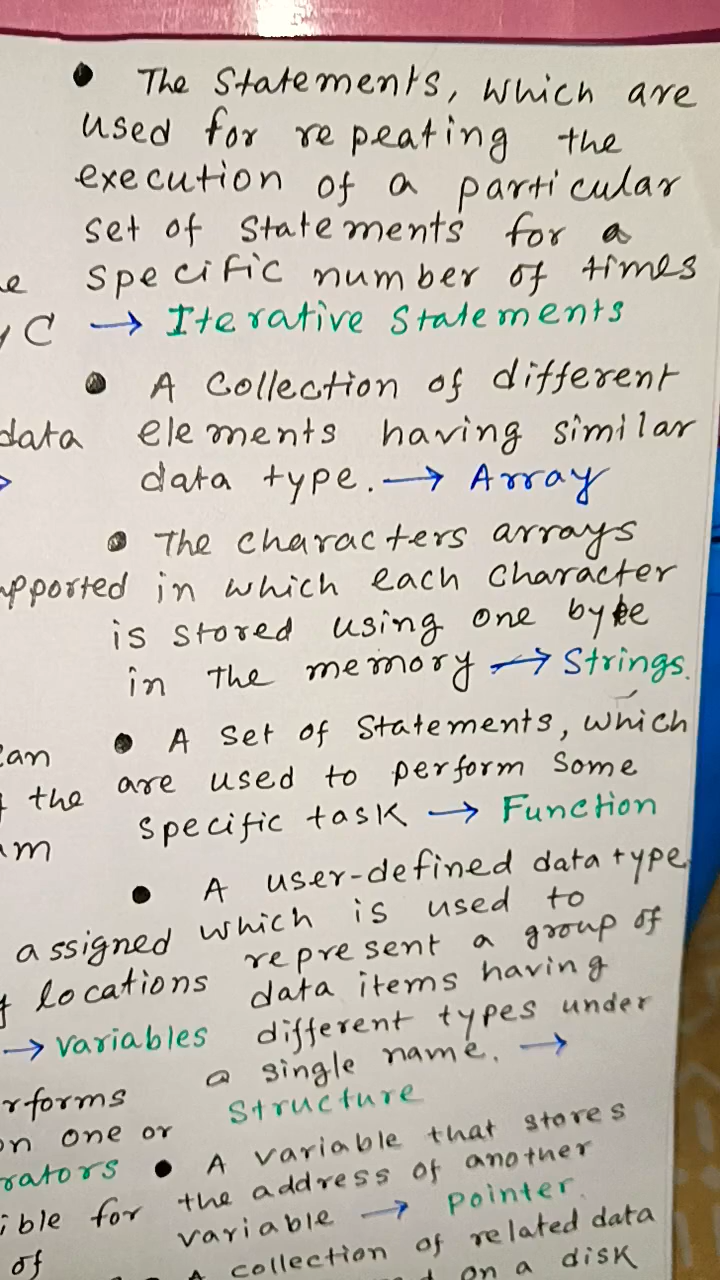 • The Statements, which are
used for repeating the
execution of a particular
set of statements for a
specific number of times
→ Iterative Statements
• A Collection of different
elements having similar
data type. → Array
• The characters arrays
in which each character
is stored using one byte
in the memory → Strings.
• A set of statements, which
are used to perform some
specific task → Function
• A user-defined data type
which is used to
represent a group of
data items having
different types under
a single name. →
Structure
• A variable that stores
the address of another
variable → pointer.
A collection of related data
on a disk
C
data
the
assigned
locations
→ variables
one or
for
of